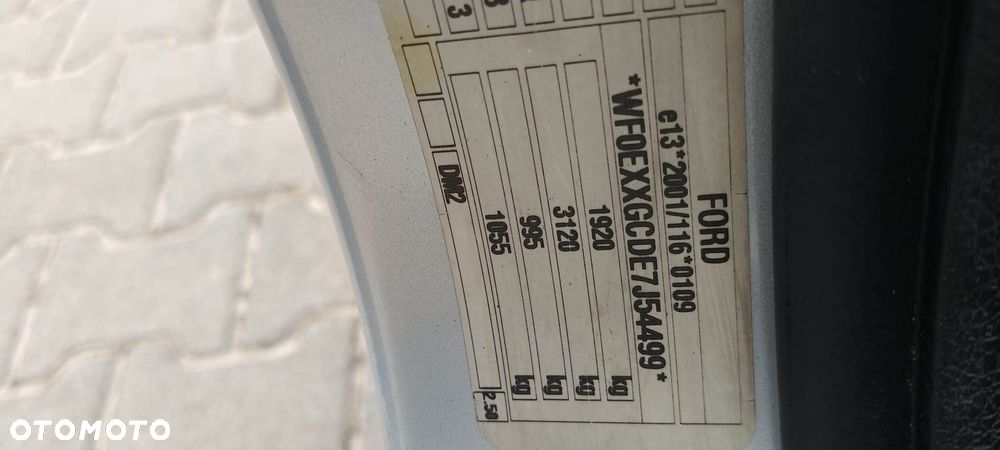 FORD
e13*2001/116*0109
*WF0EXXGCDE7J54499*
1920 kg
3120 kg
995 kg
1055 kg
DM2 2.50
3
OTOMOTO